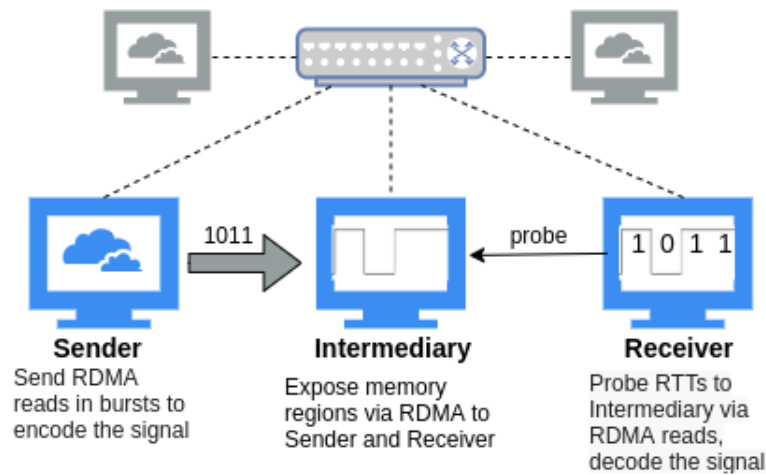 1011
probe
1 0 1 1
Sender
Send RDMA
reads in bursts to
encode the signal
Intermediary
Expose memory
regions via RDMA to
Sender and Receiver
Receiver
Probe RTTs to
Intermediary via
RDMA reads,
decode the signal